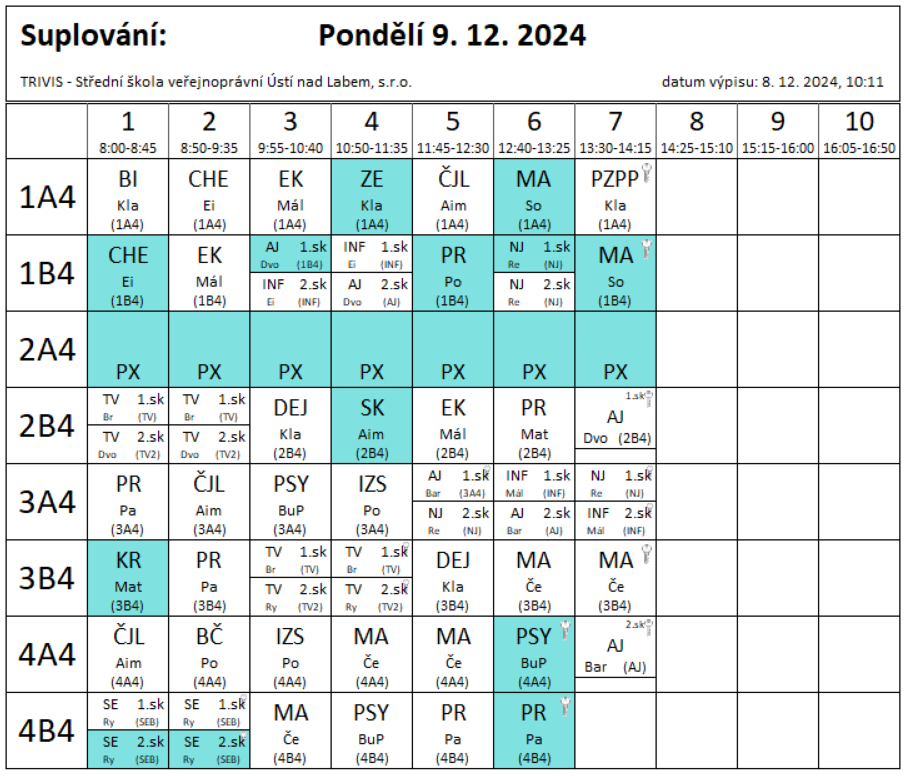 Suplování: Pondělí 9. 12. 2024
TRIVIS - Střední škola veřejnoprávní Ústí nad Labem, s.r.o. datum výpisu: 8. 12. 2024, 10:11
1 2 3 4 5 6 7 8 9 10
8:00-8:45 8:50-9:35 9:55-10:40 10:50-11:35 11:45-12:30 12:40-13:25 13:30-14:15 14:25-15:10 15:15-16:00 16:05-16:50
1A4
BI CHE EK ZE ČJL MA PZPP
Kla Ei Mál Kla Aim So Kla
(1A4) (1A4) (1A4) (1A4) (1A4) (1A4) (1A4)
1B4
CHE EK AJ 1.sk INF 1.sk PR NJ 1.sk MA
Dvo (1B4) Ei (INF) Re (NJ)
Ei Mál INF 2.sk AJ 2.sk Po NJ 2.sk So
(1B4) (1B4) Ei (INF) Dvo (AJ) (1B4) Re (NJ) (1B4)
2A4
PX PX PX PX PX PX PX
2B4
TV 1.sk TV 1.sk DEJ SK EK PR 1.sk
Br (TV) Br (TV) AJ
TV 2.sk TV 2.sk Kla Aim Mál Mat Dvo (2B4)
Dvo (TV2) Dvo (TV2) (2B4) (2B4) (2B4) (2B4)
3A4
PR ČJL PSY IZS AJ 1.sk INF 1.sk NJ 1.sk
Bar (3A4) Mál (INF) Re (NJ)
Pa Aim BuP Po NJ 2.sk AJ 2.sk INF 2.sk
(3A4) (3A4) (3A4) (3A4) Re (NJ) Bar (AJ) Mál (INF)
3B4
KR PR TV 1.sk TV 1.sk DEJ MA MA
Br (TV) Br (TV)
Mat Pa TV 2.sk TV 2.sk Kla Če Če
(3B4) (3B4) Ry (TV2) Ry (TV2) (3B4) (3B4) (3B4)
4A4
ČJL BČ IZS MA MA PSY 2.sk
AJ
Aim Po Po Če Če BuP Bar (AJ)
(4A4) (4A4) (4A4) (4A4) (4A4) (4A4)
4B4
SE 1.sk SE 1.sk MA PSY PR PR
Ry (SEB) Ry (SEB)
SE 2.sk SE 2.sk Če BuP Pa Pa
Ry (SEB) Ry (SEB) (4B4) (4B4) (4B4) (4B4)